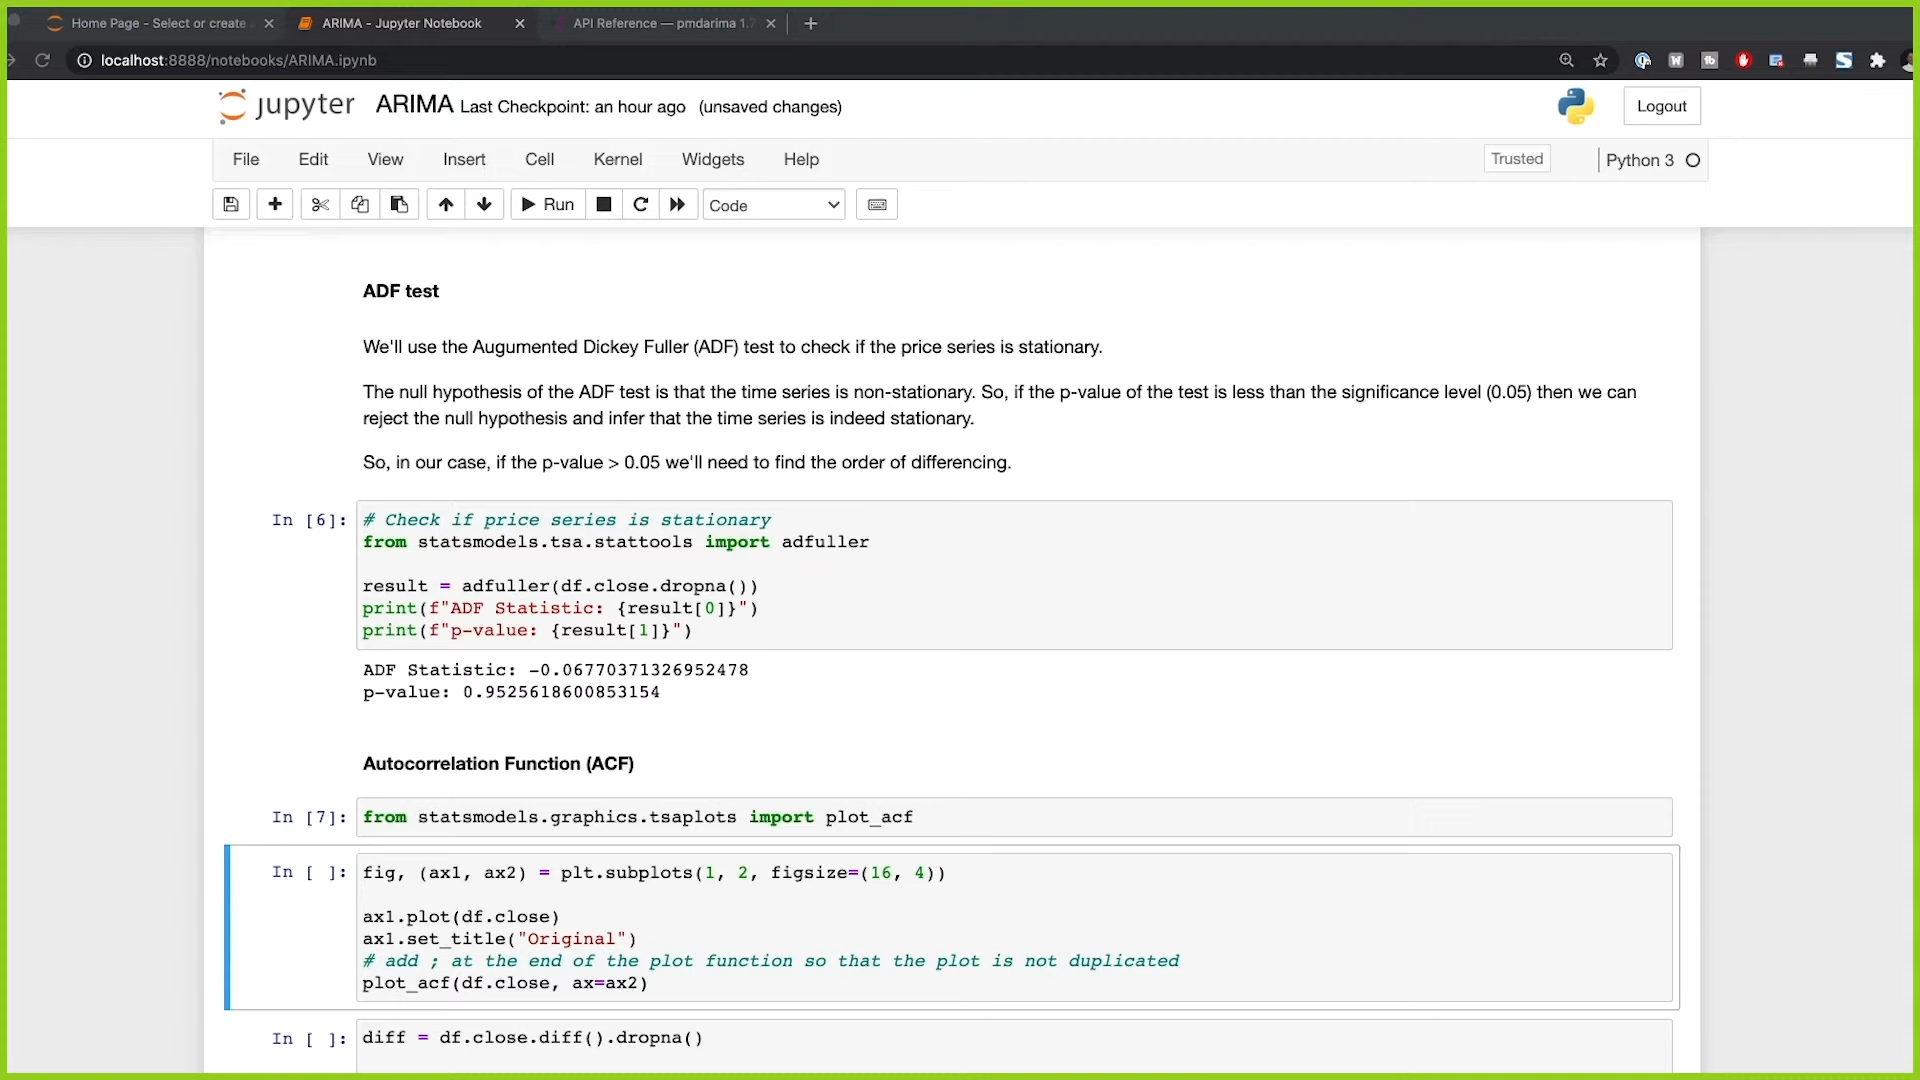 Home Page - Select or create
ARIMA - Jupyter Notebook
API Reference — pmdarima 1.7
localhost:8888/notebooks/ARIMA.ipynb
jupyter ARIMA Last Checkpoint: an hour ago (unsaved changes)
Logout
File Edit View Insert Cell Kernel Widgets Help
Trusted
Python 3
Run
Code
ADF test
We'll use the Augumented Dickey Fuller (ADF) test to check if the price series is stationary.
The null hypothesis of the ADF test is that the time series is non-stationary. So, if the p-value of the test is less than the significance level (0.05) then we can
reject the null hypothesis and infer that the time series is indeed stationary.
So, in our case, if the p-value > 0.05 we'll need to find the order of differencing.
In [6]: # Check if price series is stationary
from statsmodels.tsa.stattools import adfuller
result = adfuller(df.close.dropna())
print(f"ADF Statistic: {result[0]}")
print(f"p-value: {result[1]}")
ADF Statistic: -0.06770371326952478
p-value: 0.9525618600853154
Autocorrelation Function (ACF)
In [7]: from statsmodels.graphics.tsaplots import plot_acf
In [ ]: fig, (ax1, ax2) = plt.subplots(1, 2, figsize=(16, 4))
ax1.plot(df.close)
ax1.set_title("Original")
# add ; at the end of the plot function so that the plot is not duplicated
plot_acf(df.close, ax=ax2)
In [ ]: diff = df.close.diff().dropna()